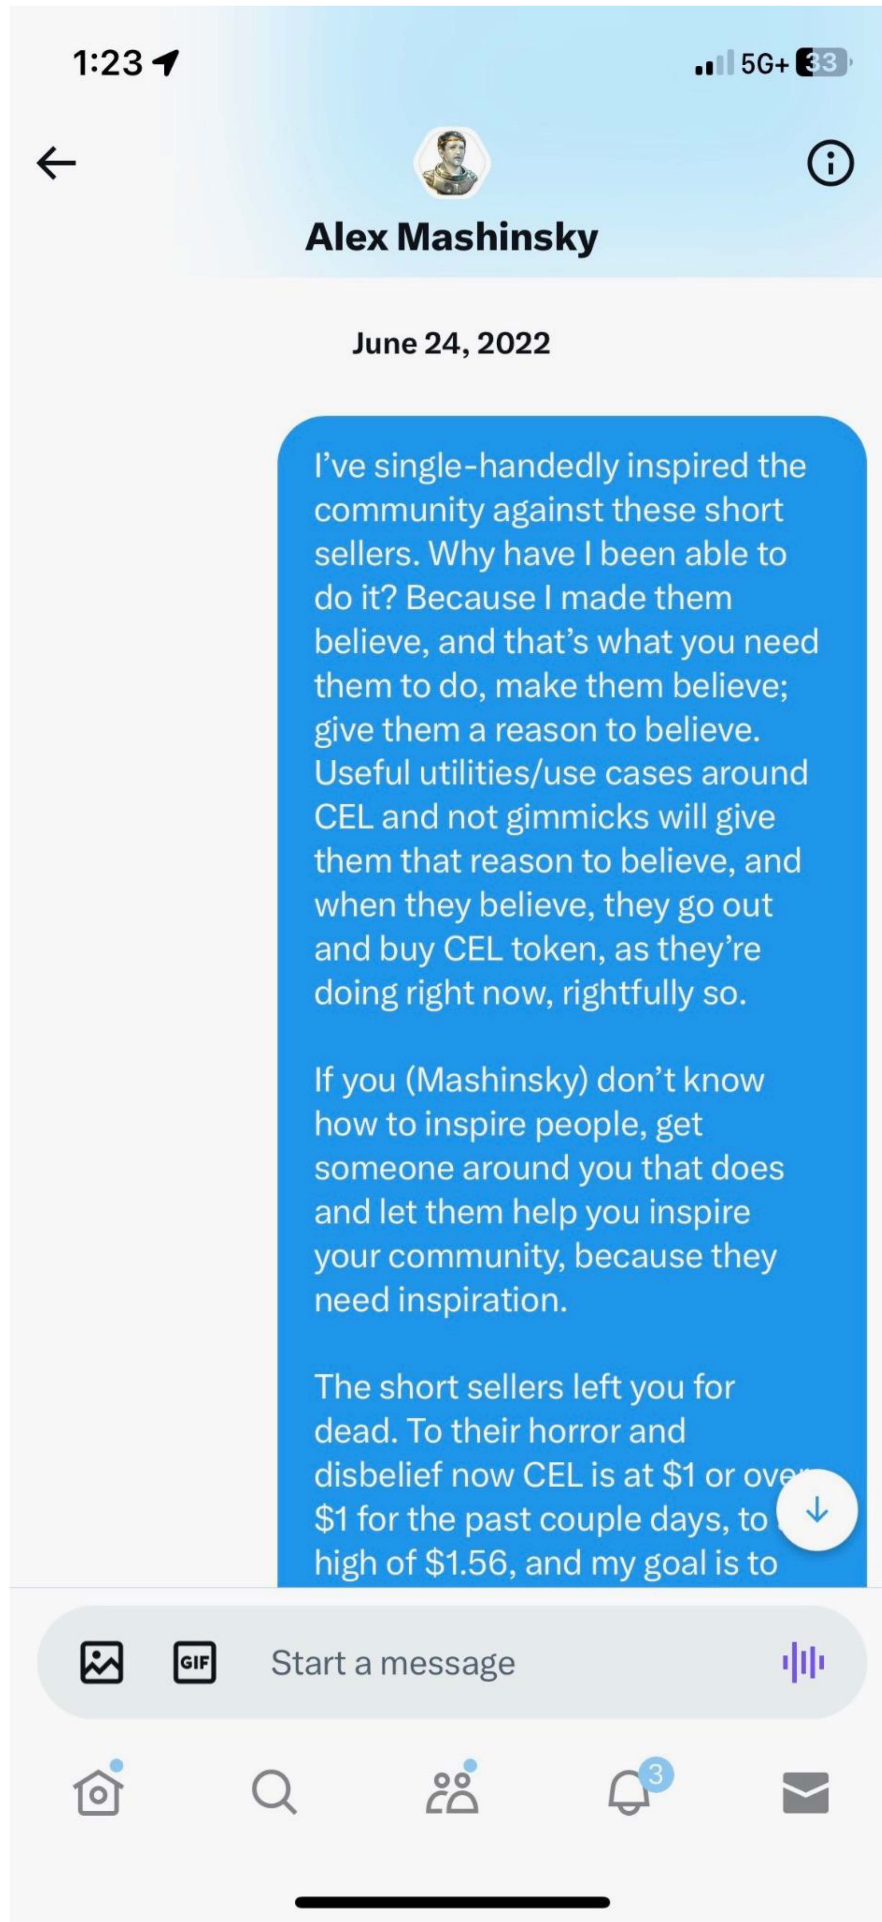 1:23
5G+ 33
Alex Mashinsky
June 24, 2022
I’ve single-handedly inspired the
community against these short
sellers. Why have I been able to
do it? Because I made them
believe, and that’s what you need
them to do, make them believe;
give them a reason to believe.
Useful utilities/use cases around
CEL and not gimmicks will give
them that reason to believe, and
when they believe, they go out
and buy CEL token, as they’re
doing right now, rightfully so.
If you (Mashinsky) don’t know
how to inspire people, get
someone around you that does
and let them help you inspire
your community, because they
need inspiration.
The short sellers left you for
dead. To their horror and
disbelief now CEL is at $1 or over
$1 for the past couple days, to
high of $1.56, and my goal is to
GIF
Start a message
3